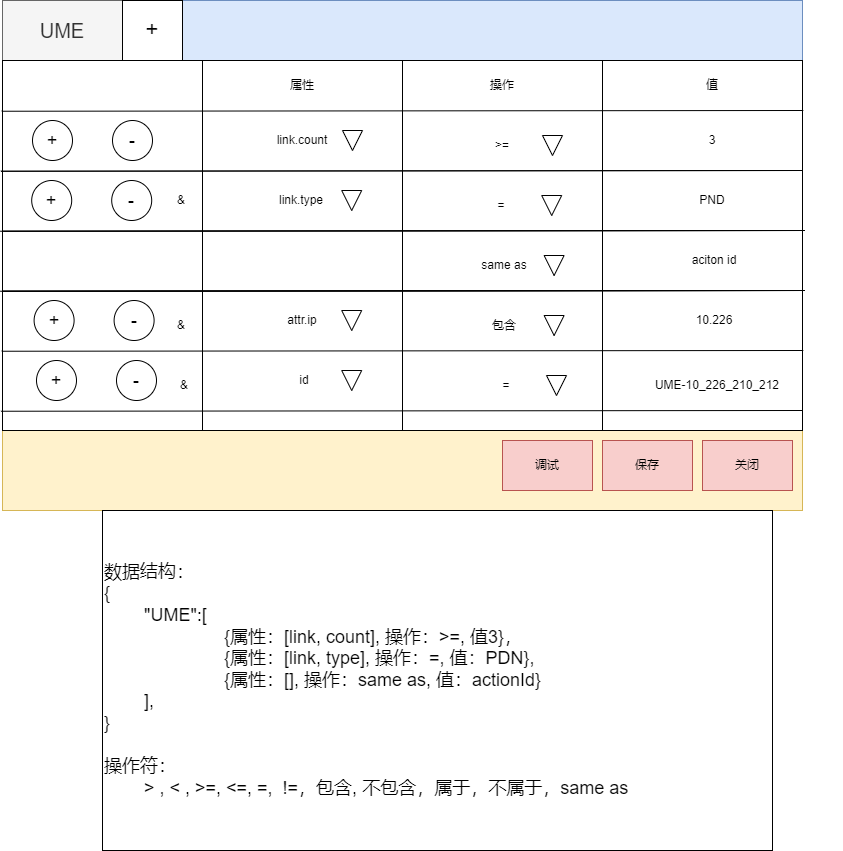 UME +
属性 操作 值
+ - link.count >= 3
+ - & link.type = PND
same as aciton id
+ - & attr.ip 包含 10.226
+ - & id = UME-10_226_210_212
调试 保存 关闭
数据结构：
{
"UME":[
{属性：[link, count], 操作：>=, 值3}，
{属性：[link, type], 操作：=, 值：PDN},
{属性：[], 操作：same as, 值：actionId}
],
}
操作符：
> , < , >=, <=, =, !=，包含, 不包含，属于，不属于，same as